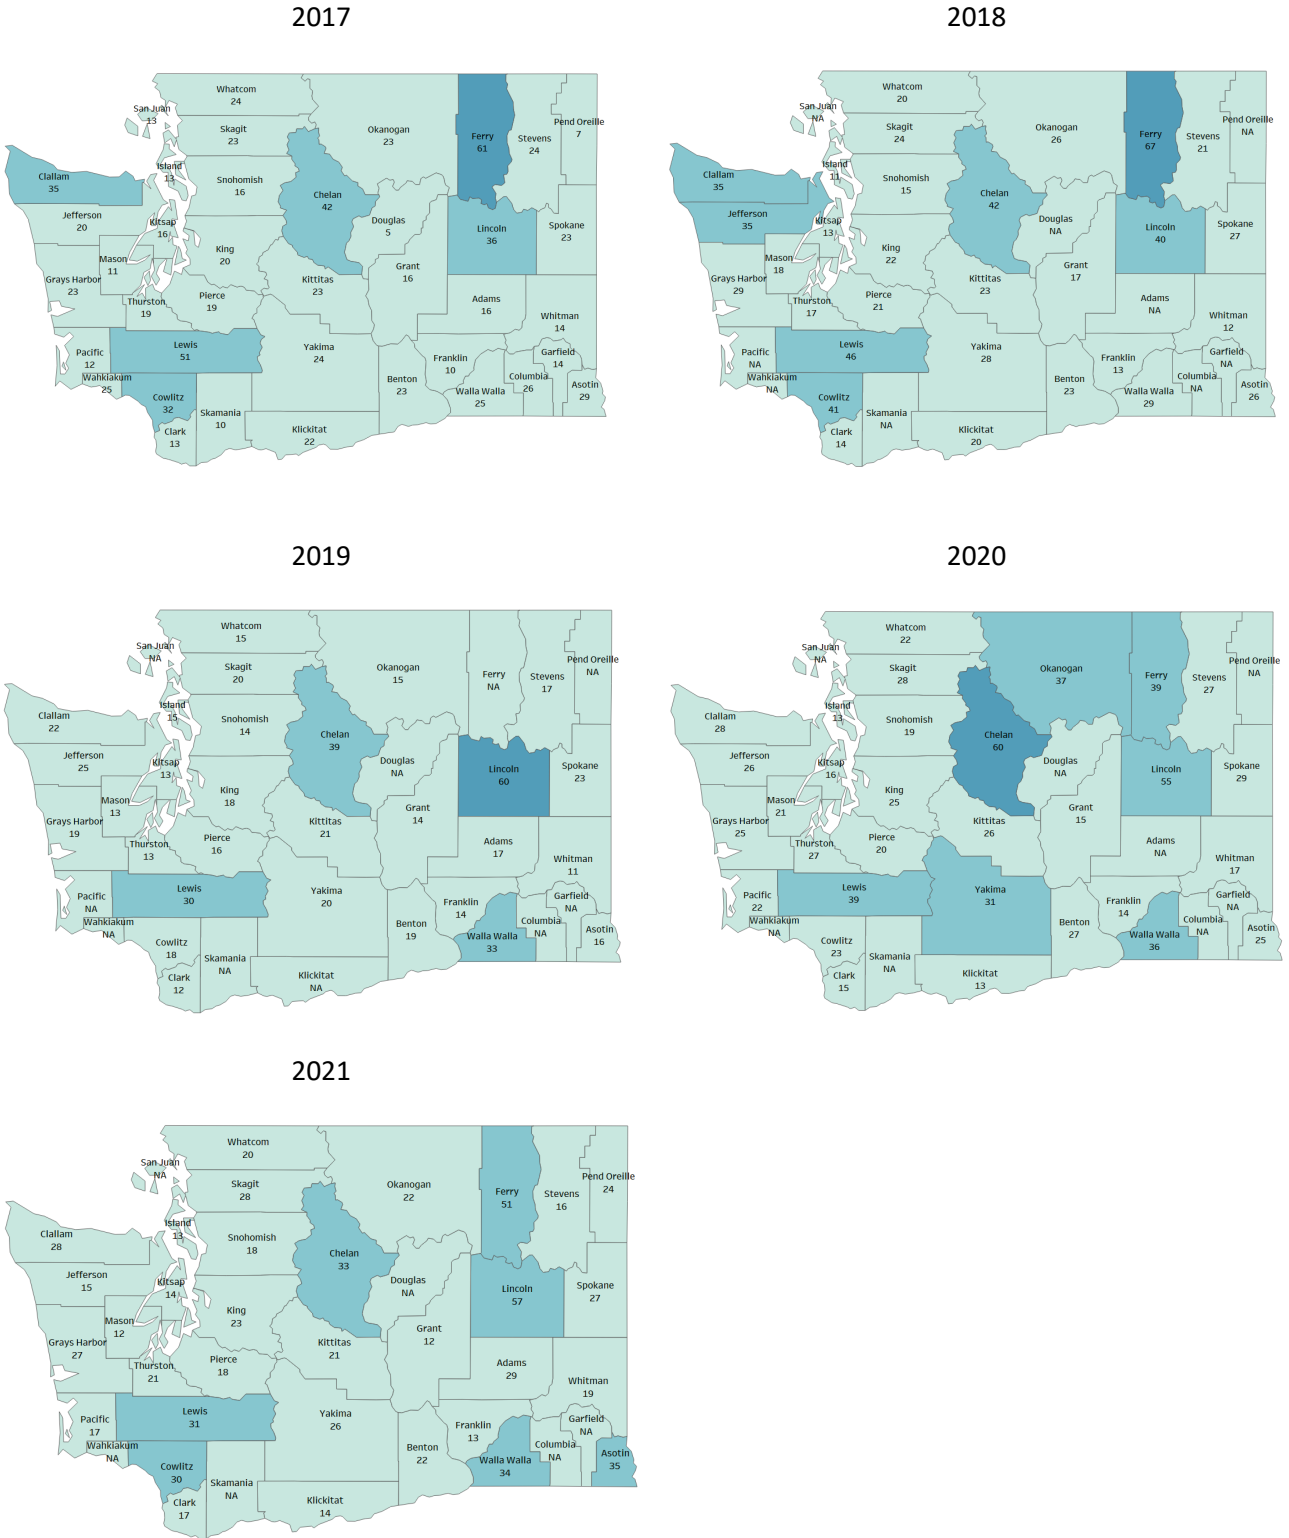 2017
Whatcom
24
San Juan
13
Skagit
23
Okanogan
23
Ferry
61
Stevens
24
Pend Oreille
7
Island
13
Clallam
35
Snohomish
16
Chelan
42
Jefferson
20
Kitsap
16
Douglas
5
Lincoln
36
Spokane
23
King
20
Mason
11
Grays Harbor
23
Grant
16
Kittitas
23
Thurston
19
Pierce
19
Adams
16
Whitman
14
Pacific
12
Lewis
51
Yakima
24
Franklin
10
Garfield
14
Wahkiakum
25
Benton
23
Walla Walla
25
Columbia
26
Asotin
29
Cowlitz
32
Skamania
10
Clark
13
Klickitat
22
2018
Whatcom
20
San Juan
NA
Skagit
24
Okanogan
26
Ferry
67
Stevens
21
Pend Oreille
NA
Island
11
Clallam
35
Snohomish
15
Chelan
42
Jefferson
35
Kitsap
13
Douglas
NA
Lincoln
40
Spokane
27
King
22
Mason
18
Grays Harbor
29
Grant
17
Kittitas
23
Thurston
17
Pierce
21
Adams
NA
Whitman
12
Pacific
NA
Lewis
46
Yakima
28
Franklin
13
Garfield
NA
Wahkiakum
NA
Benton
23
Walla Walla
29
Columbia
NA
Asotin
26
Cowlitz
41
Skamania
NA
Clark
14
Klickitat
20
2019
Whatcom
15
San Juan
NA
Skagit
20
Okanogan
15
Ferry
NA
Stevens
17
Pend Oreille
NA
Island
15
Clallam
22
Snohomish
14
Chelan
39
Jefferson
25
Kitsap
13
Douglas
NA
Lincoln
60
Spokane
23
King
18
Mason
13
Grays Harbor
19
Grant
14
Kittitas
21
Thurston
13
Pierce
16
Adams
17
Whitman
11
Pacific
NA
Lewis
30
Yakima
20
Franklin
14
Garfield
NA
Wahkiakum
NA
Benton
19
Walla Walla
33
Columbia
NA
Asotin
16
Cowlitz
18
Skamania
NA
Clark
12
Klickitat
NA
2020
Whatcom
22
San Juan
NA
Skagit
28
Okanogan
37
Ferry
39
Stevens
27
Pend Oreille
NA
Island
13
Clallam
28
Snohomish
19
Chelan
60
Jefferson
26
Kitsap
16
Douglas
NA
Lincoln
55
Spokane
29
King
25
Mason
21
Grays Harbor
25
Grant
15
Kittitas
26
Thurston
27
Pierce
20
Adams
NA
Whitman
17
Pacific
22
Lewis
39
Yakima
31
Franklin
14
Garfield
NA
Wahkiakum
NA
Benton
27
Walla Walla
36
Columbia
NA
Asotin
25
Cowlitz
23
Skamania
NA
Clark
15
Klickitat
13
2021
Whatcom
20
San Juan
NA
Skagit
28
Okanogan
22
Ferry
51
Stevens
16
Pend Oreille
24
Island
13
Clallam
28
Snohomish
18
Chelan
33
Jefferson
15
Kitsap
14
Douglas
NA
Lincoln
57
Spokane
27
King
23
Mason
12
Grays Harbor
27
Grant
12
Kittitas
21
Thurston
21
Pierce
18
Adams
29
Whitman
19
Pacific
17
Lewis
31
Yakima
26
Franklin
13
Garfield
NA
Wahkiakum
NA
Benton
22
Walla Walla
34
Columbia
NA
Asotin
35
Cowlitz
30
Skamania
NA
Clark
17
Klickitat
14